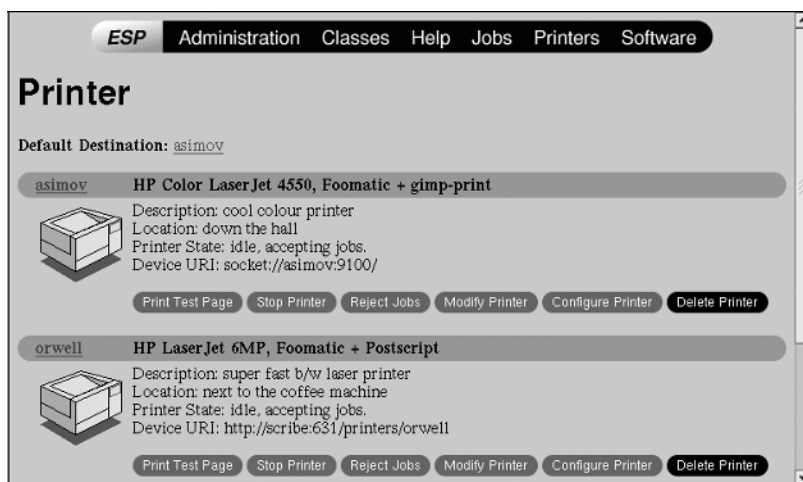 ESP Administration Classes Help Jobs Printers Software
Printer
Default Destination: asimov
asimov HP Color LaserJet 4550, Foomatic + gimp-print
Description: cool colour printer
Location: down the hall
Printer State: idle, accepting jobs.
Device URI: socket://asimov:9100/
Print Test Page Stop Printer Reject Jobs Modify Printer Configure Printer Delete Printer
orwell HP LaserJet 6MP, Foomatic + Postscript
Description: super fast b/w laser printer
Location: next to the coffee machine
Printer State: idle, accepting jobs.
Device URI: http://scribe:631/printers/orwell
Print Test Page Stop Printer Reject Jobs Modify Printer Configure Printer Delete Printer